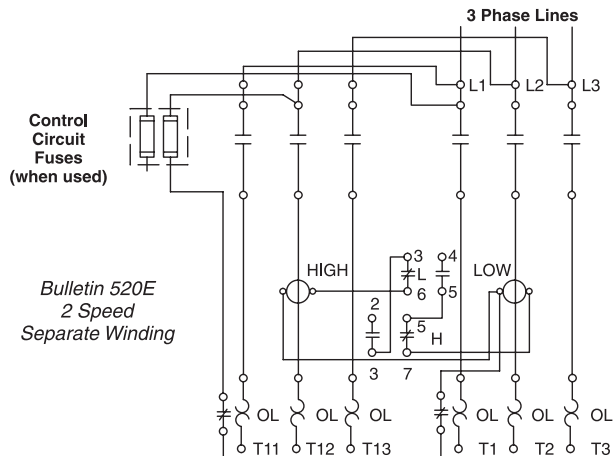 3 Phase Lines
L1 L2 L3
Control
Circuit
Fuses
(when used)
HIGH 3 4 LOW
L
6 5
Bulletin 520E
2 Speed
Separate Winding
2 5
H
3 7
OL OL OL OL OL OL
T11 T12 T13 T1 T2 T3